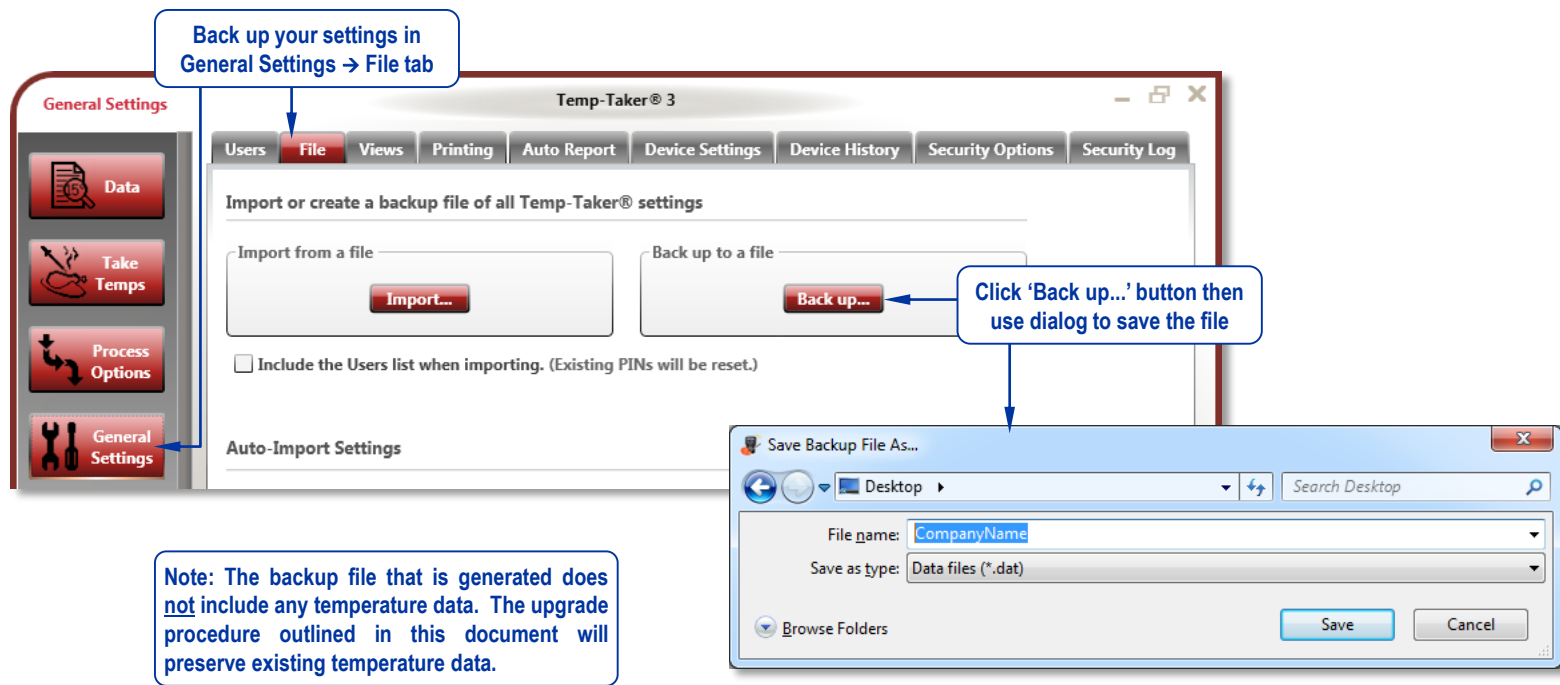 Back up your settings in
General Settings → File tab
General Settings
Temp-Taker® 3
Users File Views Printing Auto Report Device Settings Device History Security Options Security Log
15°
Data
Take
Temps
Process
Options
General
Settings
Import or create a backup file of all Temp-Taker® settings
Import from a file
Import...
Back up to a file
Back up...
Click ‘Back up...’ button then
use dialog to save the file
Include the Users list when importing. (Existing PINs will be reset.)
Auto-Import Settings
Save Backup File As...
Desktop
Search Desktop
File name: CompanyName
Save as type: Data files (*.dat)
Browse Folders
Save
Cancel
Note: The backup file that is generated does
not include any temperature data. The upgrade
procedure outlined in this document will
preserve existing temperature data.